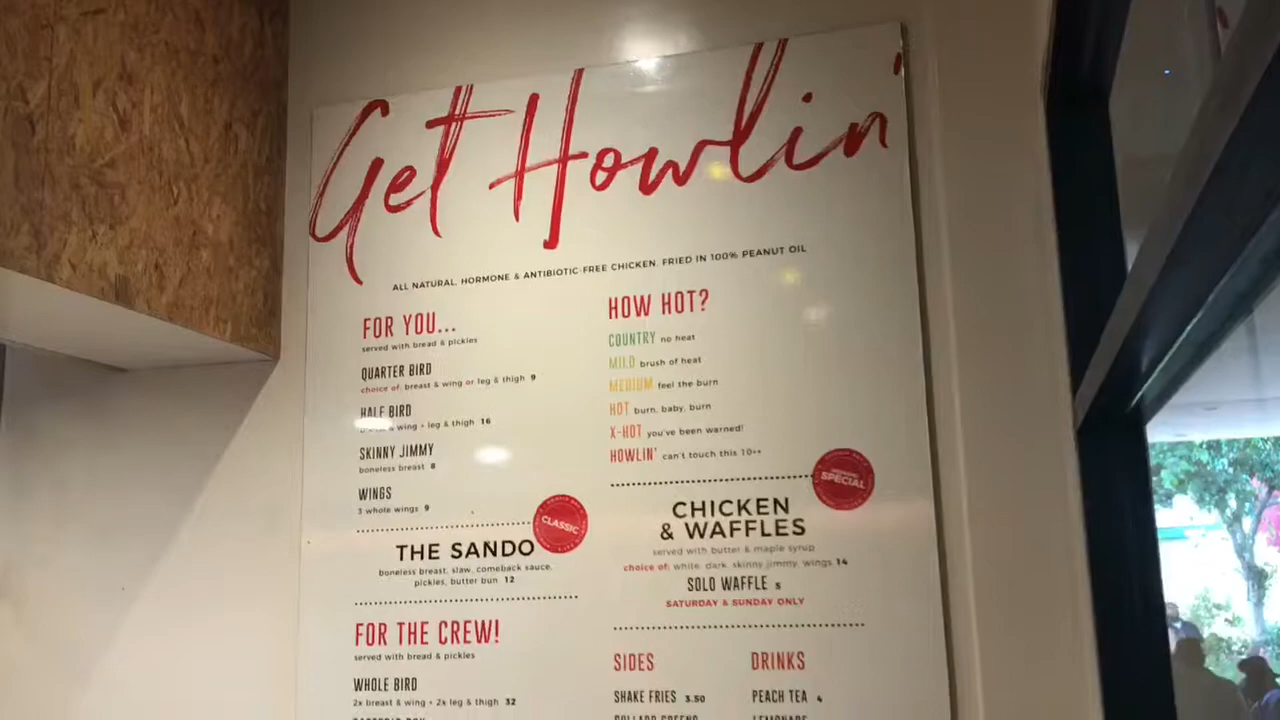 Get Howlin'
ALL NATURAL, HORMONE & ANTIBIOTIC-FREE CHICKEN. FRIED IN 100% PEANUT OIL
FOR YOU...
served with bread & pickles
QUARTER BIRD
choice of: breast & wing or leg & thigh 9
HALF BIRD
& wing + leg & thigh 16
SKINNY JIMMY
boneless breast 8
WINGS
3 whole wings 9
CLASSIC
THE SANDO
boneless breast, slaw, comeback sauce,
pickles, butter bun 12
FOR THE CREW!
served with bread & pickles
WHOLE BIRD
2x breast & wing + 2x leg & thigh 32
HOW HOT?
COUNTRY no heat
MILD brush of heat
MEDIUM feel the burn
HOT burn, baby, burn
X-HOT you've been warned!
HOWLIN' can't touch this 10++
SPECIAL
CHICKEN
& WAFFLES
served with butter & maple syrup
choice of: white, dark, skinny jimmy, wings 14
SOLO WAFFLE 5
SATURDAY & SUNDAY ONLY
SIDES
SHAKE FRIES 3.50
COLLARD GREENS
DRINKS
PEACH TEA 4
LEMONADE